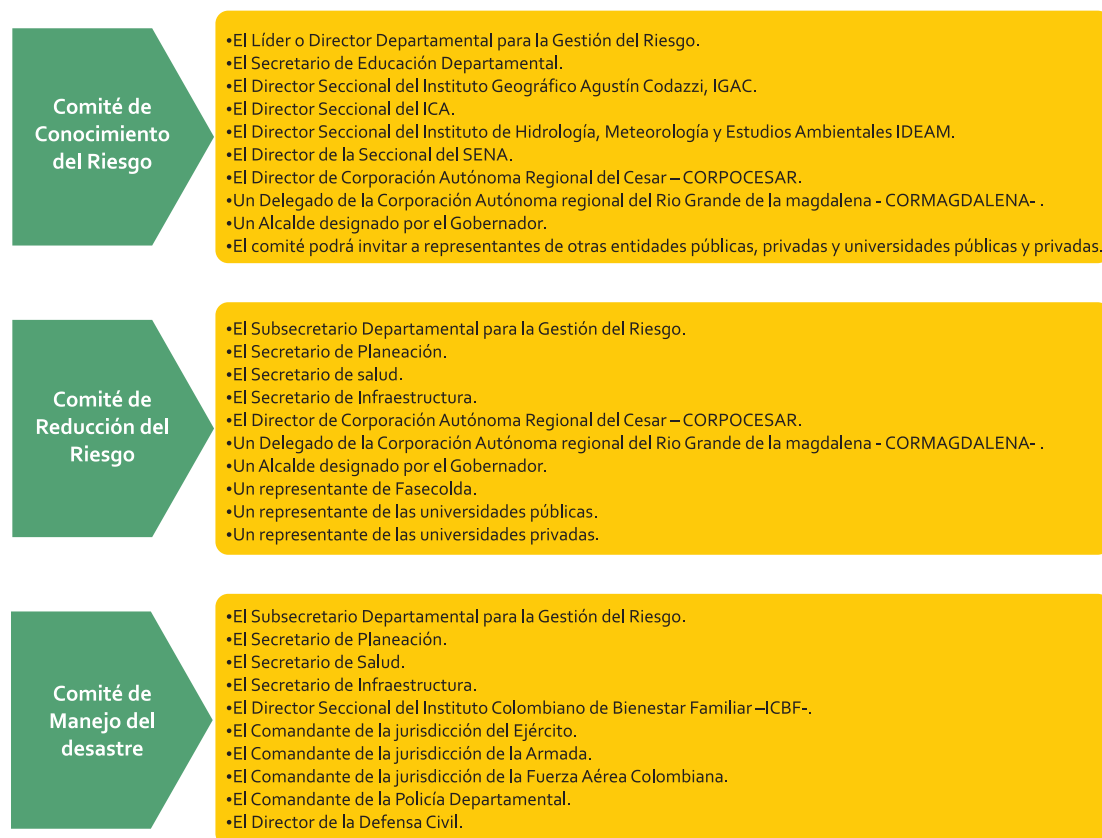 Comité de
Conocimiento
del Riesgo
•El Líder o Director Departamental para la Gestión del Riesgo.
•El Secretario de Educación Departamental.
•El Director Seccional del Instituto Geográfico Agustín Codazzi, IGAC.
•El Director Seccional del ICA.
•El Director Seccional del Instituto de Hidrología, Meteorología y Estudios Ambientales IDEAM.
•El Director de la Seccional del SENA.
•El Director de Corporación Autónoma Regional del Cesar – CORPOCESAR.
•Un Delegado de la Corporación Autónoma regional del Rio Grande de la magdalena - CORMAGDALENA- .
•Un Alcalde designado por el Gobernador.
•El comité podrá invitar a representantes de otras entidades públicas, privadas y universidades públicas y privadas.
Comité de
Reducción del
Riesgo
•El Subsecretario Departamental para la Gestión del Riesgo.
•El Secretario de Planeación.
•El Secretario de salud.
•El Secretario de Infraestructura.
•El Director de Corporación Autónoma Regional del Cesar – CORPOCESAR.
•Un Delegado de la Corporación Autónoma regional del Rio Grande de la magdalena - CORMAGDALENA- .
•Un Alcalde designado por el Gobernador.
•Un representante de Fasecolda.
•Un representante de las universidades públicas.
•Un representante de las universidades privadas.
Comité de
Manejo del
desastre
•El Subsecretario Departamental para la Gestión del Riesgo.
•El Secretario de Planeación.
•El Secretario de Salud.
•El Secretario de Infraestructura.
•El Director Seccional del Instituto Colombiano de Bienestar Familiar –ICBF-.
•El Comandante de la jurisdicción del Ejército.
•El Comandante de la jurisdicción de la Armada.
•El Comandante de la jurisdicción de la Fuerza Aérea Colombiana.
•El Comandante de la Policía Departamental.
•El Director de la Defensa Civil.